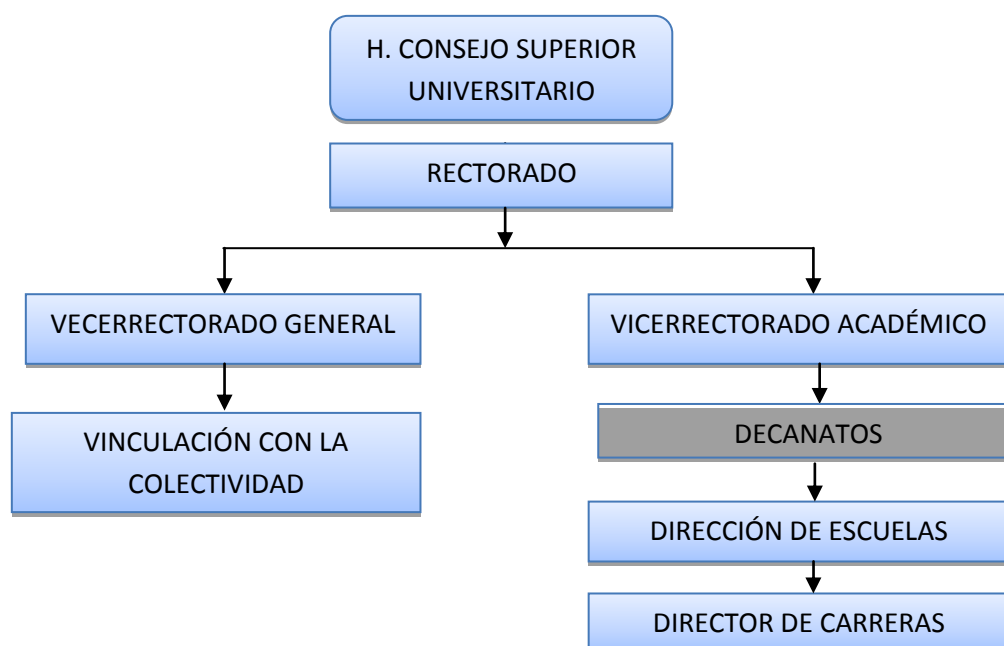 H. CONSEJO SUPERIOR
UNIVERSITARIO
RECTORADO
VECERRECTORADO GENERAL
VICERRECTORADO ACADÉMICO
VINCULACIÓN CON LA
COLECTIVIDAD
DECANATOS
DIRECCIÓN DE ESCUELAS
DIRECTOR DE CARRERAS